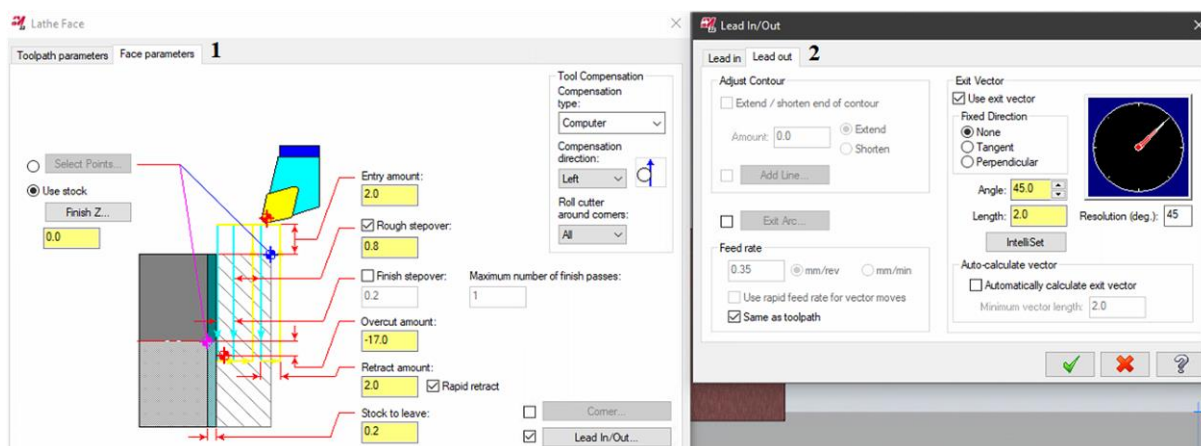 Lathe Face
Toolpath parameters
Face parameters
1
Select Points...
Use stock
Finish Z...
0.0
Entry amount:
2.0
Rough stepover:
0.8
Finish stepover:
0.2
Maximum number of finish passes:
1
Overcut amount:
-17.0
Retract amount:
2.0
Rapid retract
Stock to leave:
0.2
Tool Compensation
Compensation
type:
Computer
Compensation
direction:
Left
Roll cutter
around corners:
All
Corner...
Lead In/Out...
Lead In/Out
Lead in
Lead out
2
Adjust Contour
Extend / shorten end of contour
Amount:
0.0
Extend
Shorten
Add Line...
Exit Arc...
Feed rate
0.35
mm/rev
mm/min
Use rapid feed rate for vector moves
Same as toolpath
Exit Vector
Use exit vector
Fixed Direction
None
Tangent
Perpendicular
Angle:
45.0
Length:
2.0
Resolution (deg.):
45
IntelliSet
Auto-calculate vector
Automatically calculate exit vector
Minimum vector length:
2.0